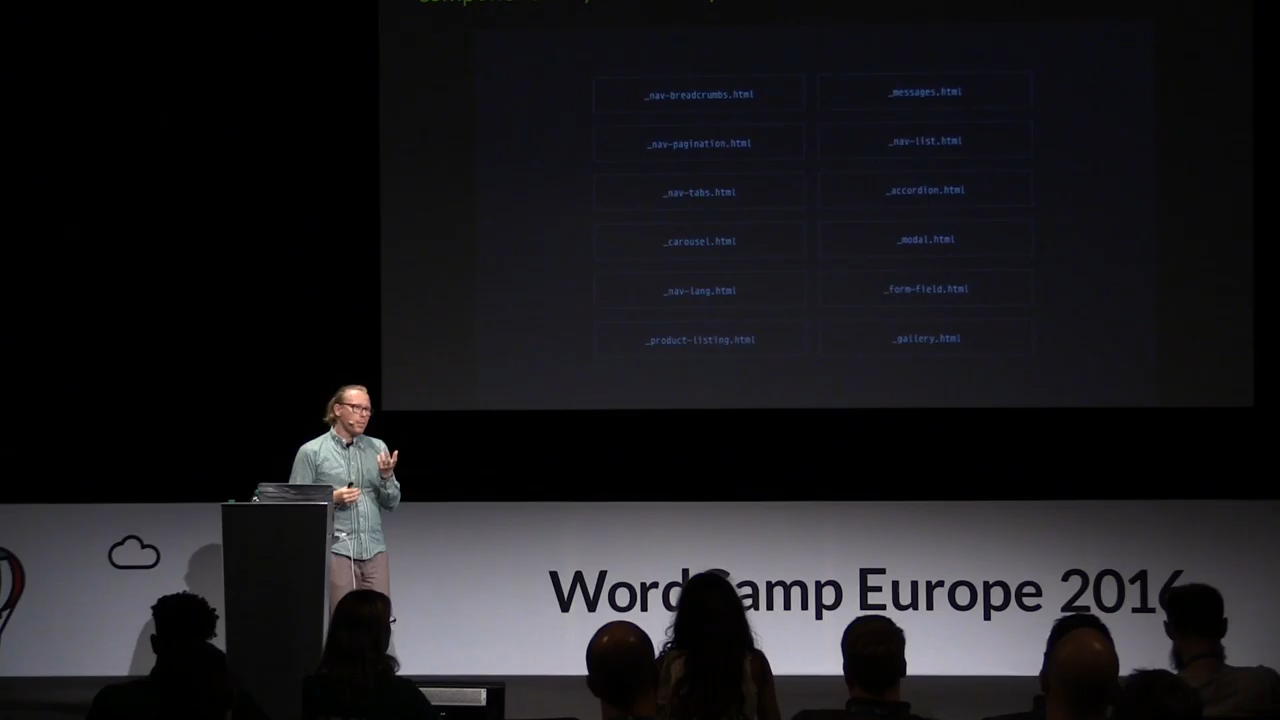 _nav-breadcrumbs.html
_messages.html
_nav-pagination.html
_nav-list.html
_nav-tabs.html
_accordion.html
_carousel.html
_modal.html
_nav-lang.html
_form-field.html
_product-listing.html
_gallery.html
WordCamp Europe 2016